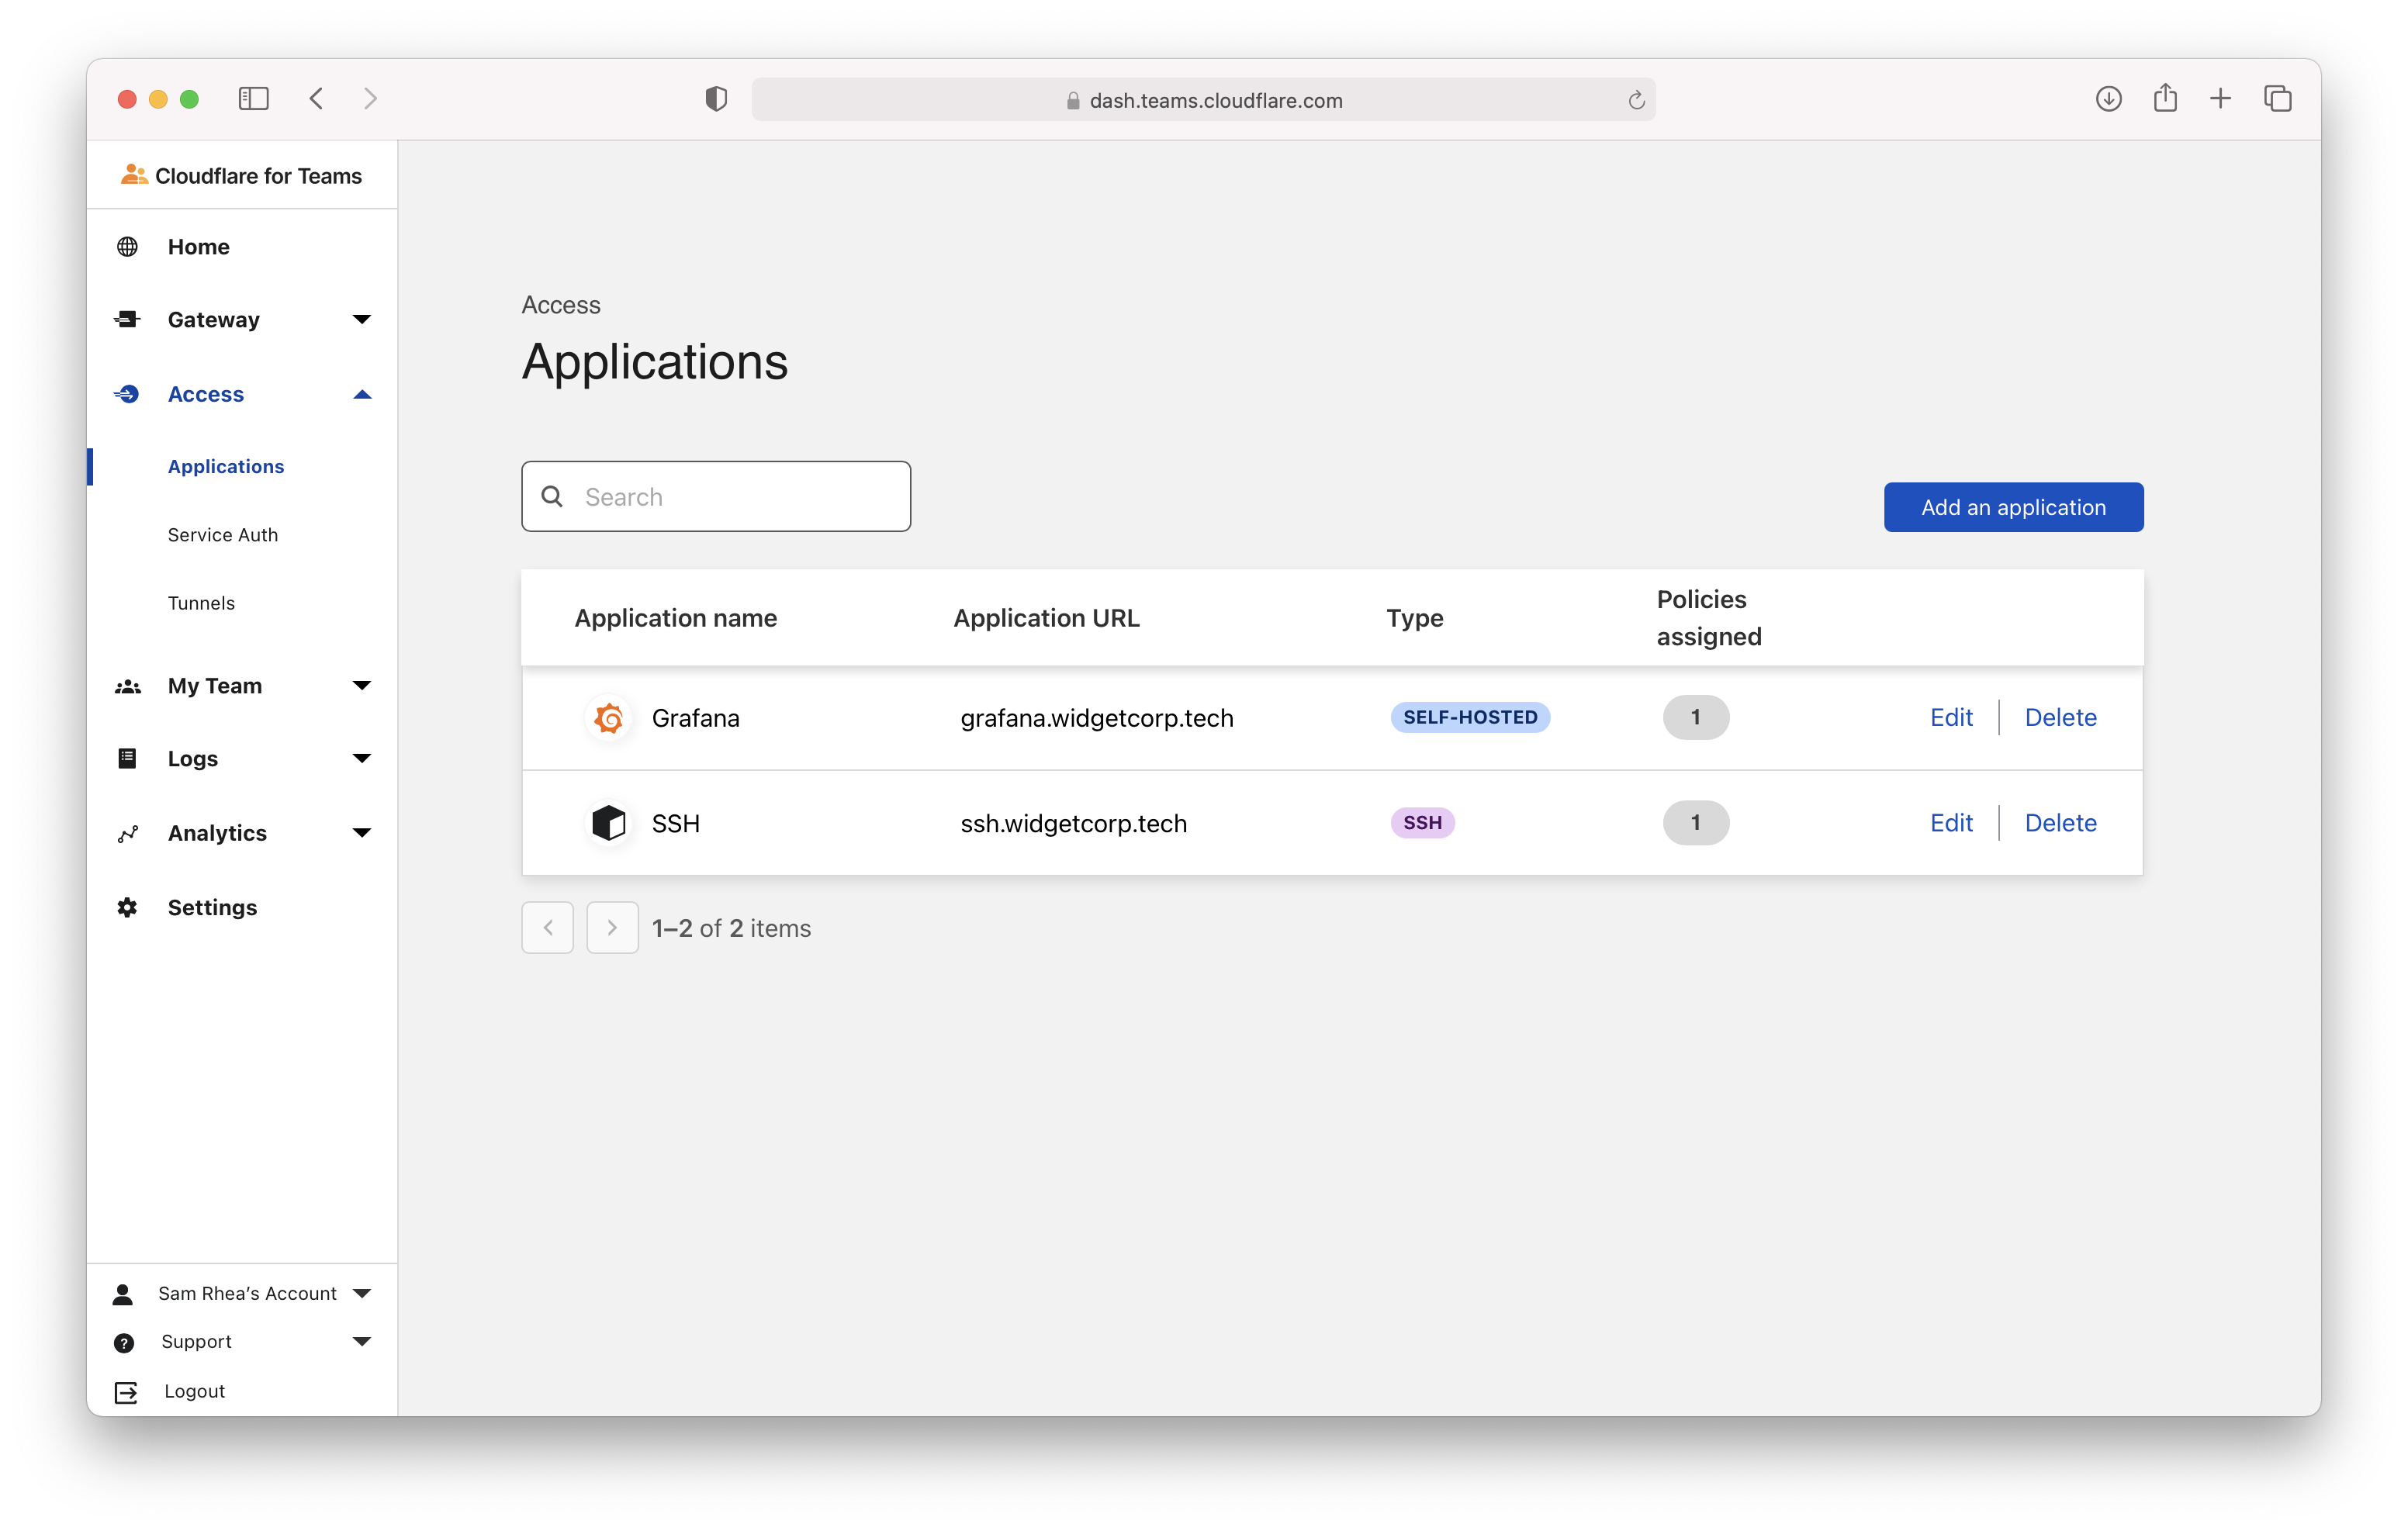 dash.teams.cloudflare.com
Cloudflare for Teams
Home
Gateway
Access
Applications
Service Auth
Tunnels
My Team
Logs
Analytics
Settings
Sam Rhea’s Account
Support
Logout
Access
Applications
Search
Add an application
Application name Application URL Type Policies assigned
Grafana grafana.widgetcorp.tech SELF-HOSTED 1 Edit Delete
SSH ssh.widgetcorp.tech SSH 1 Edit Delete
1–2 of 2 items